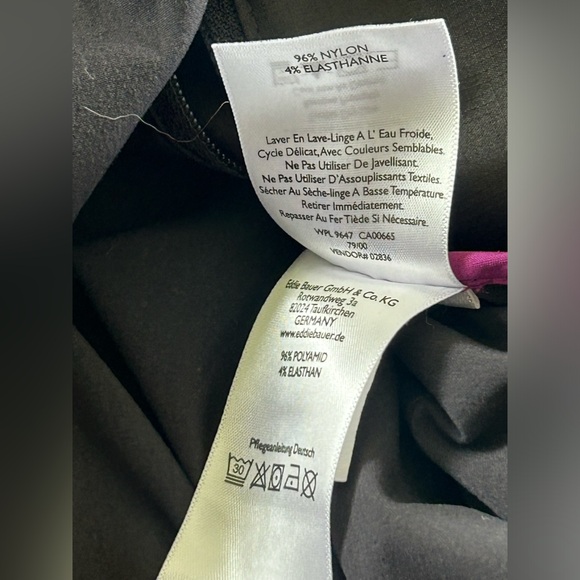 96% NYLON
4% ELASTHANNE
Laver En Lave-Linge A L' Eau Froide,
Cycle Délicat, Avec Couleurs Semblables.
Ne Pas Utiliser De Javellisant.
Ne Pas Utiliser D'Assouplissants Textiles.
Sécher Au Sèche-linge A Basse Température.
Retirer Immédiatement.
Repasser Au Fer Tiède Si Nécessaire.
WPL 9647 CA00665
79/00
VENDOR# 02836
Eddie Bauer GmbH & Co. KG
Rotwandweg 3a
82024 Taufkirchen
GERMANY
www.eddiebauer.de
96% POLYAMID
4% ELASTHAN
Pflegeanleitung Deutsch
30